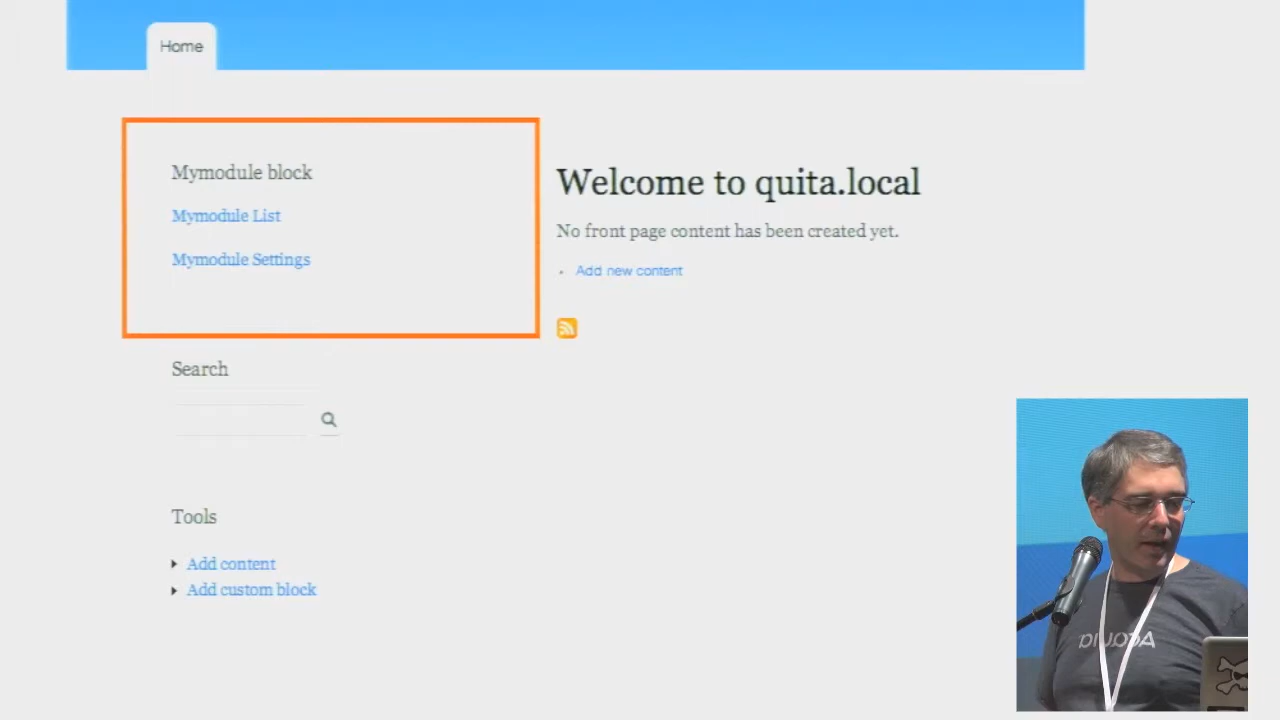 Home
Mymodule block
Mymodule List
Mymodule Settings
Welcome to quita.local
No front page content has been created yet.
Add new content
Search
Tools
Add content
Add custom block
Acquia